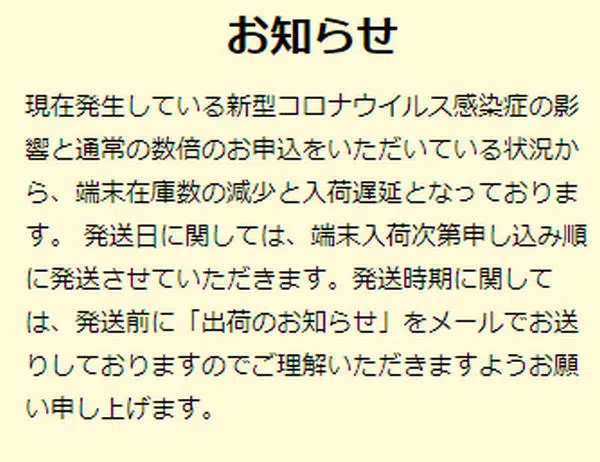 お知らせ
現在発生している新型コロナウイルス感染症の影
響と通常の数倍のお申込をいただいている状況か
ら、端末在庫数の減少と入荷遅延となっておりま
す。 発送日に関しては、端末入荷次第申し込み順
に発送させていただきます。発送時期に関して
は、発送前に「出荷のお知らせ」をメールでお送
りしておりますのでご理解いただきますようお願
い申し上げます。